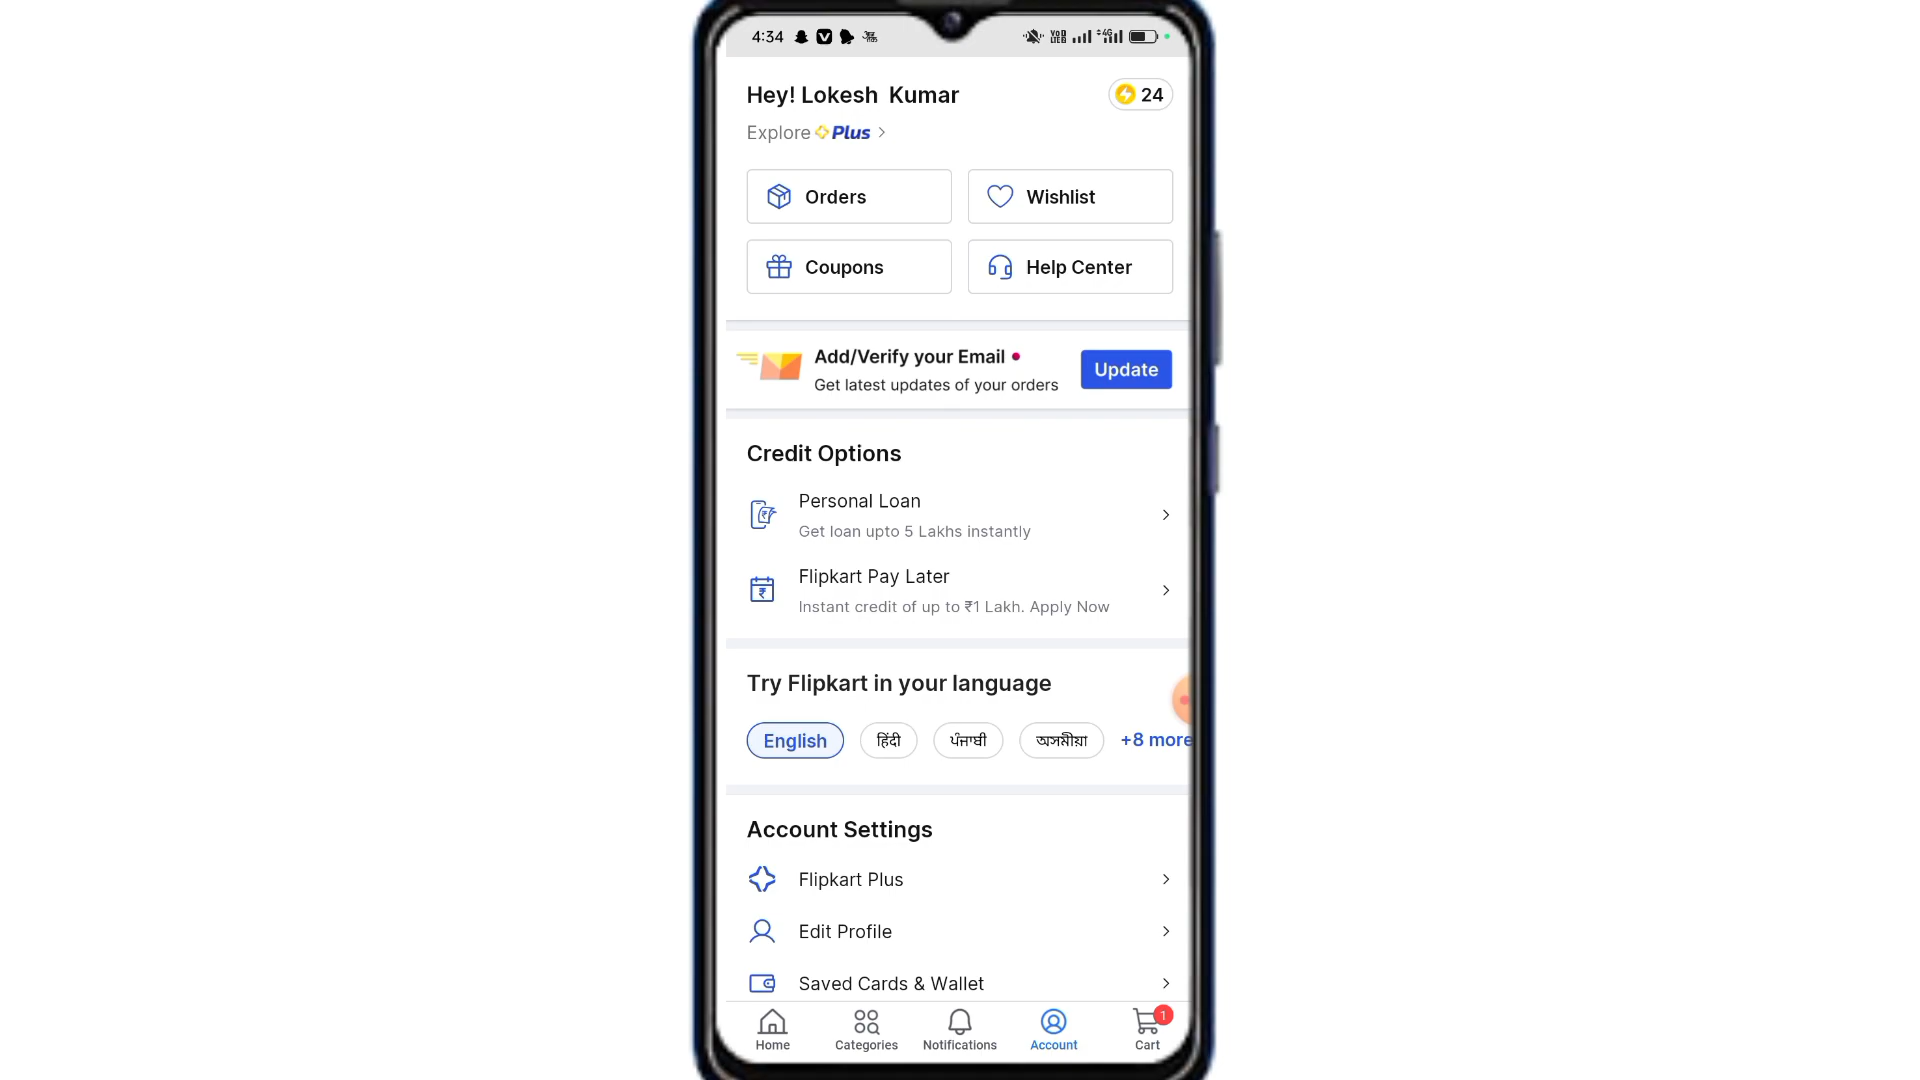 4:34
VoD LTEB
4G
Hey! Lokesh Kumar
24
Explore Plus
Orders
Wishlist
Coupons
Help Center
Add/Verify your Email
Get latest updates of your orders
Update
Credit Options
Personal Loan
Get loan upto 5 Lakhs instantly
Flipkart Pay Later
Instant credit of up to ₹1 Lakh. Apply Now
Try Flipkart in your language
English
हिंदी
ਪੰਜਾਬੀ
অসমীয়া
+8 more
Account Settings
Flipkart Plus
Edit Profile
Saved Cards & Wallet
Home
Categories
Notifications
Account
1
Cart